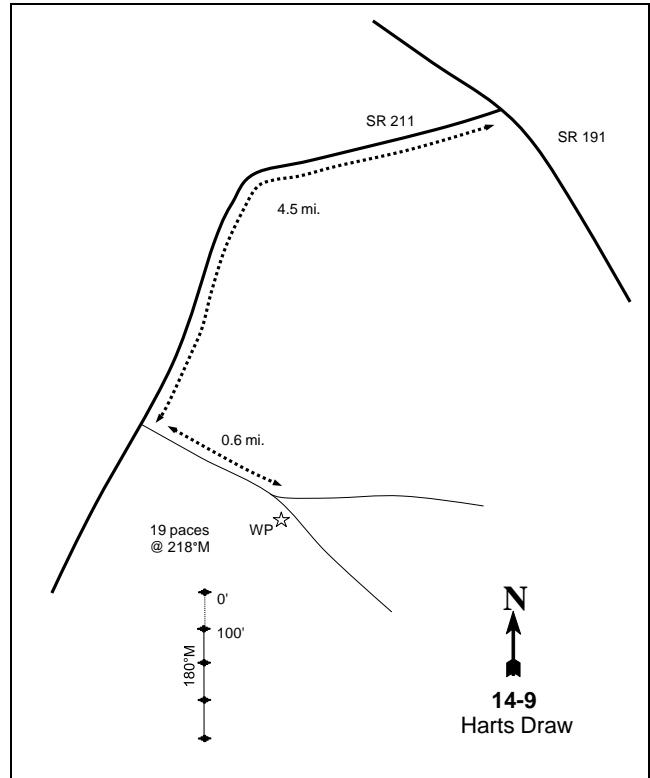 SR 211
SR 191
4.5 mi.
0.6 mi.
19 paces
@ 218°M
WP
0'
100'
180°M
N
14-9
Harts Draw